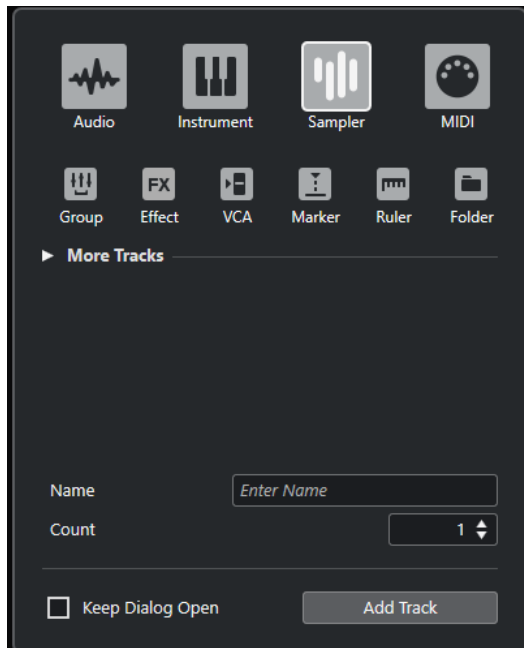 Audio Instrument Sampler MIDI
FX
Group Effect VCA Marker Ruler Folder
More Tracks
Name Enter Name
Count 1
Keep Dialog Open Add Track